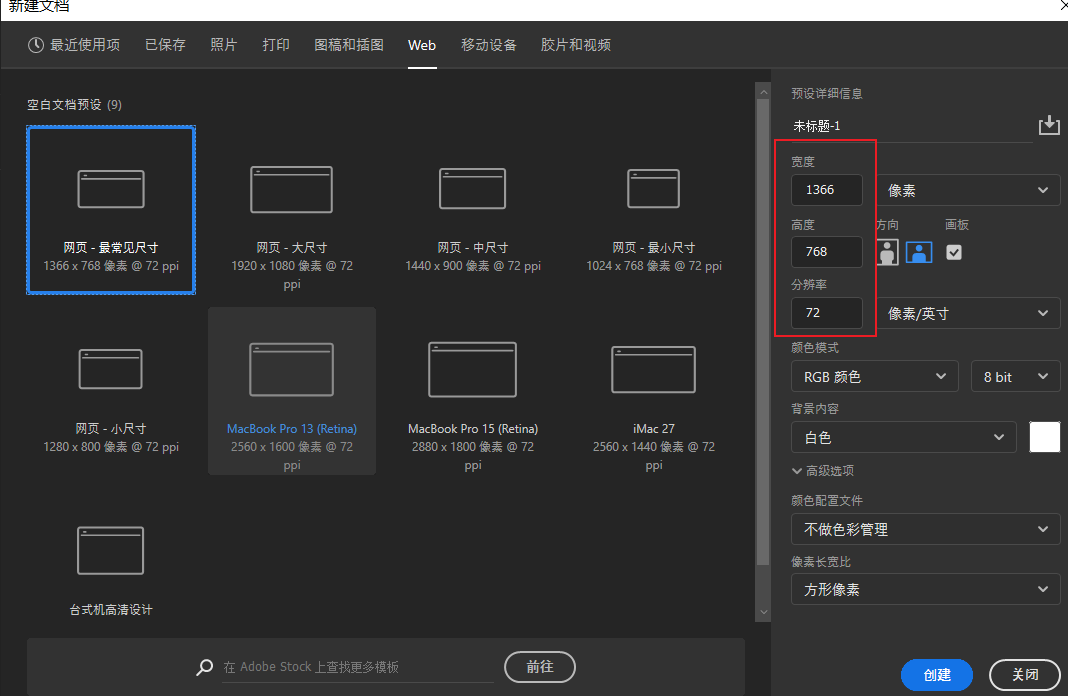 新建文档
最近使用项 已保存 照片 打印 图稿和插图 Web 移动设备 胶片和视频
空白文档预设 (9)
网页 - 最常见尺寸
1366 x 768 像素 @ 72 ppi
网页 - 大尺寸
1920 x 1080 像素 @ 72
ppi
网页 - 中尺寸
1440 x 900 像素 @ 72 ppi
网页 - 最小尺寸
1024 x 768 像素 @ 72 ppi
网页 - 小尺寸
1280 x 800 像素 @ 72 ppi
MacBook Pro 13 (Retina)
2560 x 1600 像素 @ 72
ppi
MacBook Pro 15 (Retina)
2880 x 1800 像素 @ 72
ppi
iMac 27
2560 x 1440 像素 @ 72
ppi
台式机高清设计
在 Adobe Stock 上查找更多模板
前往
预设详细信息
未标题-1
宽度
1366 像素
高度 方向 画板
768
分辨率
72 像素/英寸
颜色模式
RGB 颜色 8 bit
背景内容
白色
高级选项
颜色配置文件
不做色彩管理
像素长宽比
方形像素
创建 关闭